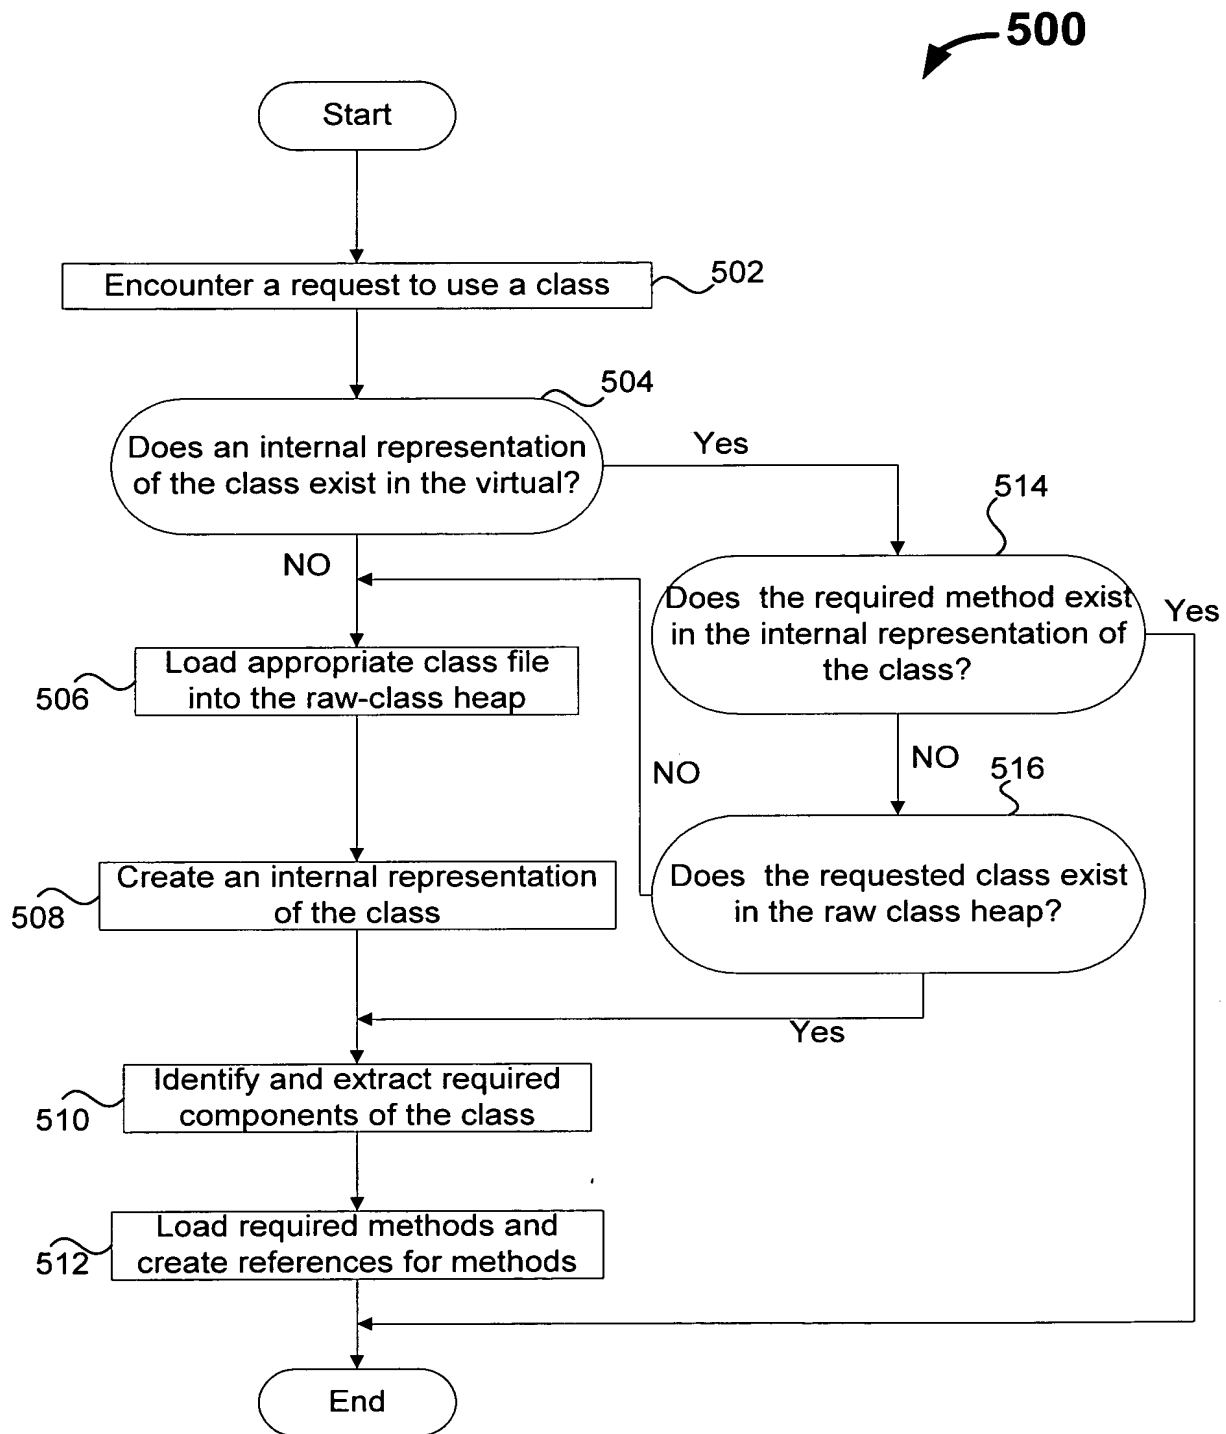 500
Start
Encounter a request to use a class
502
504
Does an internal representation
of the class exist in the virtual?
Yes
514
NO
Does  the required method exist
in the internal representation of
the class?
Yes
Load appropriate class file
into the raw-class heap
506
NO
NO
516
Create an internal representation
of the class
508
Does  the requested class exist
in the raw class heap?
Yes
Identify and extract required
components of the class
510
Load required methods and
create references for methods
512
End